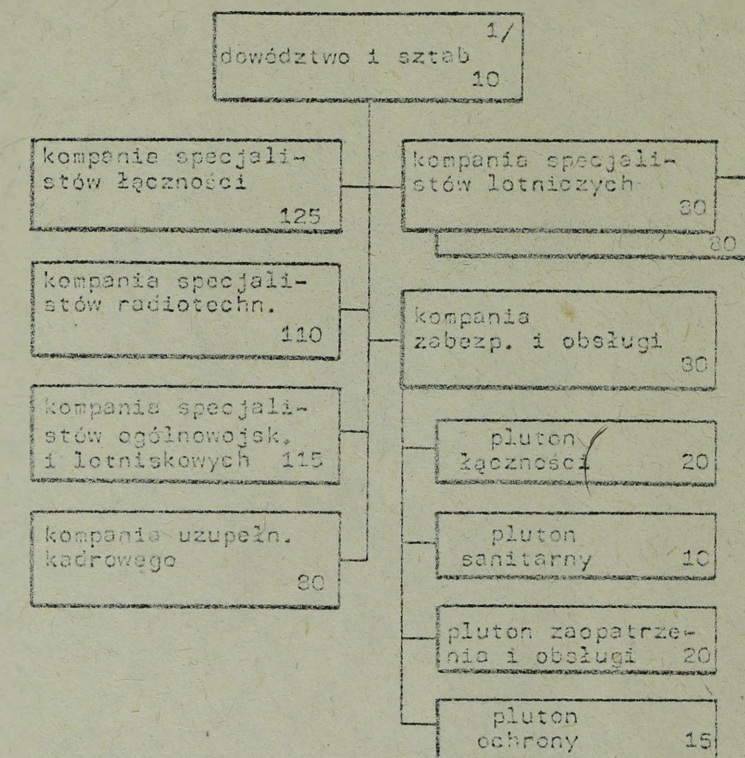 1/
dowództwo i sztab
10
kompania specjali-
stów łączności
125
kompania specjali-
stów lotniczych
80
80
kompania specjali-
stów radiotechn.
110
kompania
zabezp. i obsługi
80
kompania specjali-
stów ogólnowojsk.
i lotniskowych 115
pluton
łączności 20
kompania uzupełn.
kadrowego
80
pluton
sanitarny 10
pluton zaopatrze-
nia i obsługi 20
pluton
ochrony 15